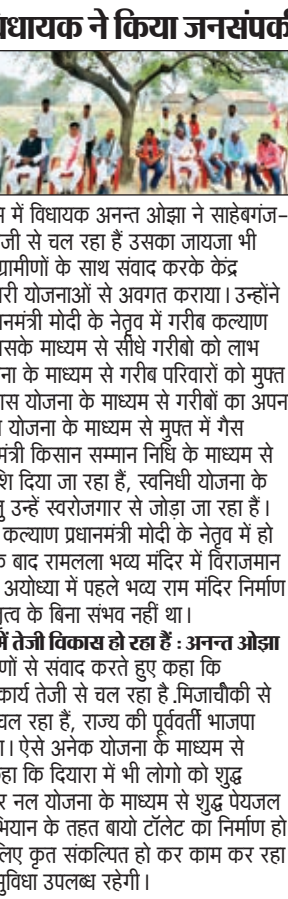 विधायक ने किया जनसंपर्क
में विधायक अनन्त ओझा ने साहेबगंज-
जी से चल रहा हैं उसका जायजा भी
ग्रामीणों के साथ संवाद करके केंद्र
योजनाओं से अवगत कराया। उन्होंने
मोदी के नेतृव में गरीब कल्याण
माध्यम से सीधे गरीबो को लाभ
के माध्यम से गरीब परिवारों को मुफ्त
योजना के माध्यम से गरीबों का अपन
योजना के माध्यम से मुफ्त में गैस
किसान सम्मान निधि के माध्यम से
दिया जा रहा हैं, स्वनिधी योजना के
उन्हें स्वरोजगार से जोड़ा जा रहा हैं।
कल्याण प्रधानमंत्री मोदी के नेतृव में हो
बाद रामलला भव्य मंदिर में विराजमान
अयोध्या में पहले भव्य राम मंदिर निर्माण
के बिना संभव नहीं था।
में तेजी विकास हो रहा हैं : अनन्त ओझा
से संवाद करते हुए कहा कि
कार्य तेजी से चल रहा है .मिजाचौकी से
चल रहा हैं, राज्य की पूर्ववर्ती भाजपा
। ऐसे अनेक योजना के माध्यम से
कि दियारा में भी लोगो को शुद्ध
नल योजना के माध्यम से शुद्ध पेयजल
के तहत बायो टॉलेट का निर्माण हो
कृत संकल्पित हो कर काम कर रहा
सुविधा उपलब्ध रहेगी।